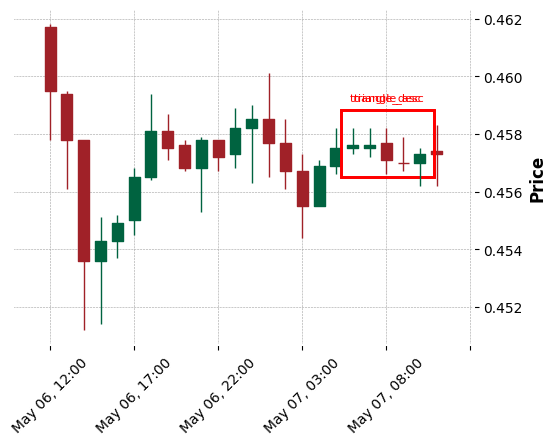 0.462
0.460
triangle_desc
0.458
0.456
0.454
0.452
Price
May 06, 12:00
May 06, 17:00
May 06, 22:00
May 07, 03:00
May 07, 08:00